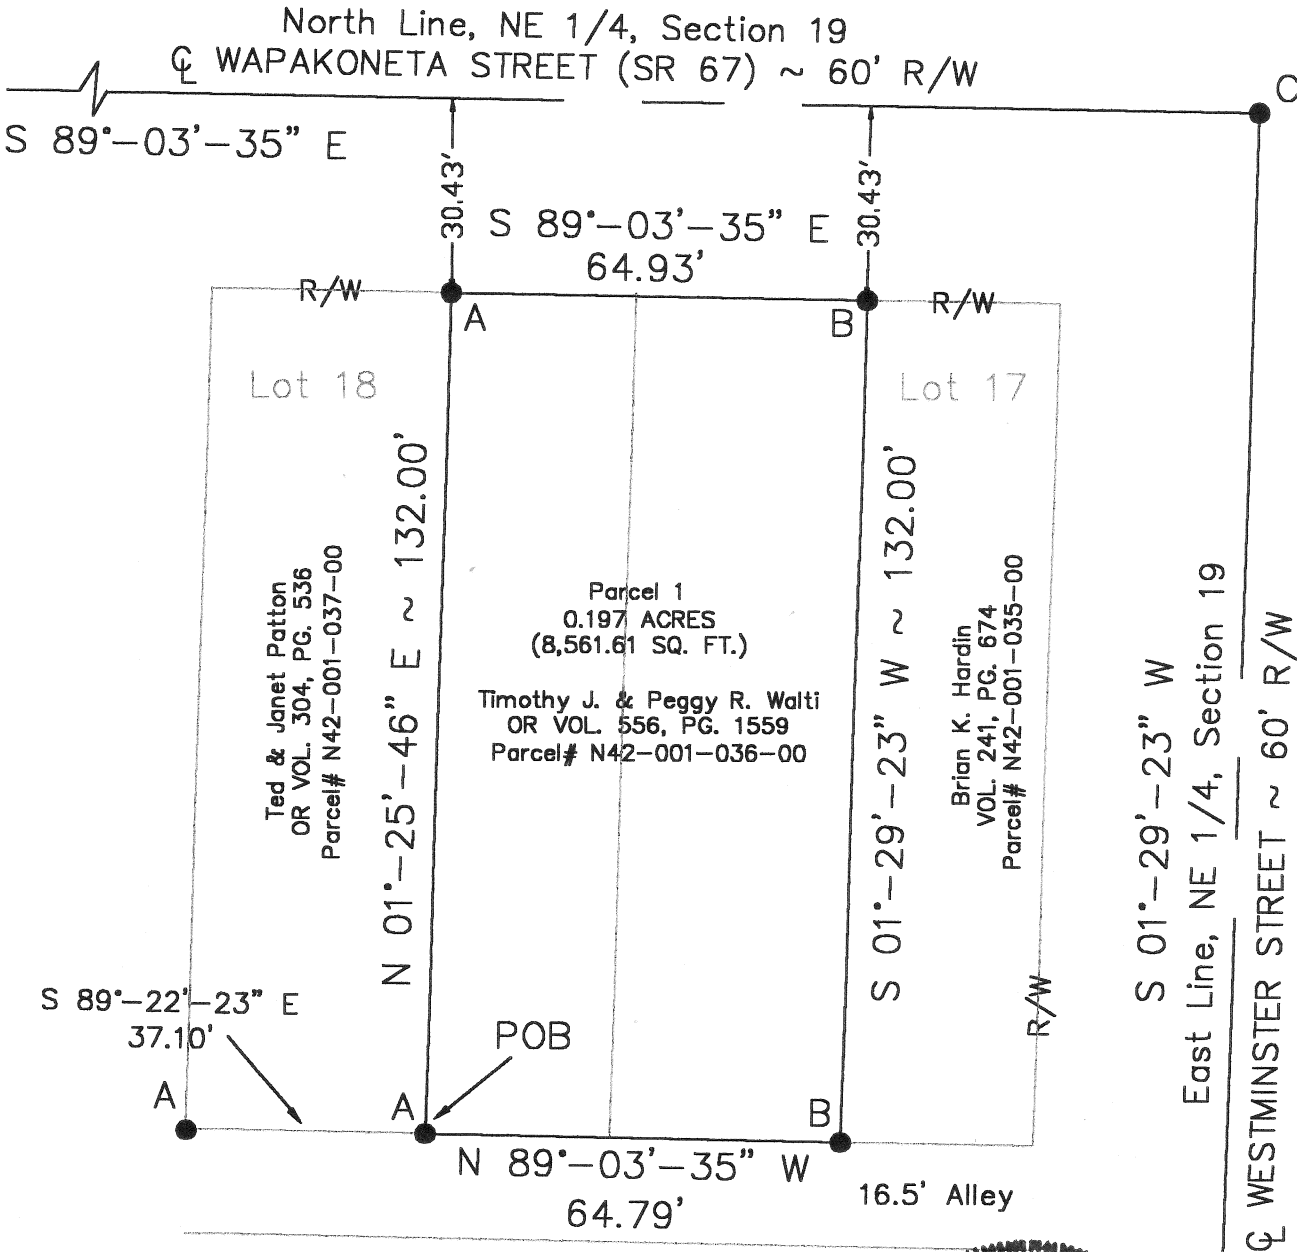 North Line, NE 1/4, Section 19
℄ WAPAKONETA STREET (SR 67) ~ 60' R/W
C
S 89°-03'-35" E
30.43'
S 89°-03'-35" E
64.93'
30.43'
R/W
R/W
A
B
Lot 18
Lot 17
N 01°-25'-46" E ~ 132.00'
S 01°-29'-23" W ~ 132.00'
Ted & Janet Patton
OR VOL. 304, PG. 536
Parcel# N42-001-037-00
Parcel 1
0.197 ACRES
(8,561.61 SQ. FT.)
Timothy J. & Peggy R. Walti
OR VOL. 556, PG. 1559
Parcel# N42-001-036-00
Brian K. Hardin
VOL. 241, PG. 674
Parcel# N42-001-035-00
S 01°-29'-23" W
East Line, NE 1/4, Section 19
℄ WESTMINSTER STREET ~ 60' R/W
R/W
S 89°-22'-23" E
37.10'
POB
A
A
B
N 89°-03'-35" W
64.79'
16.5' Alley